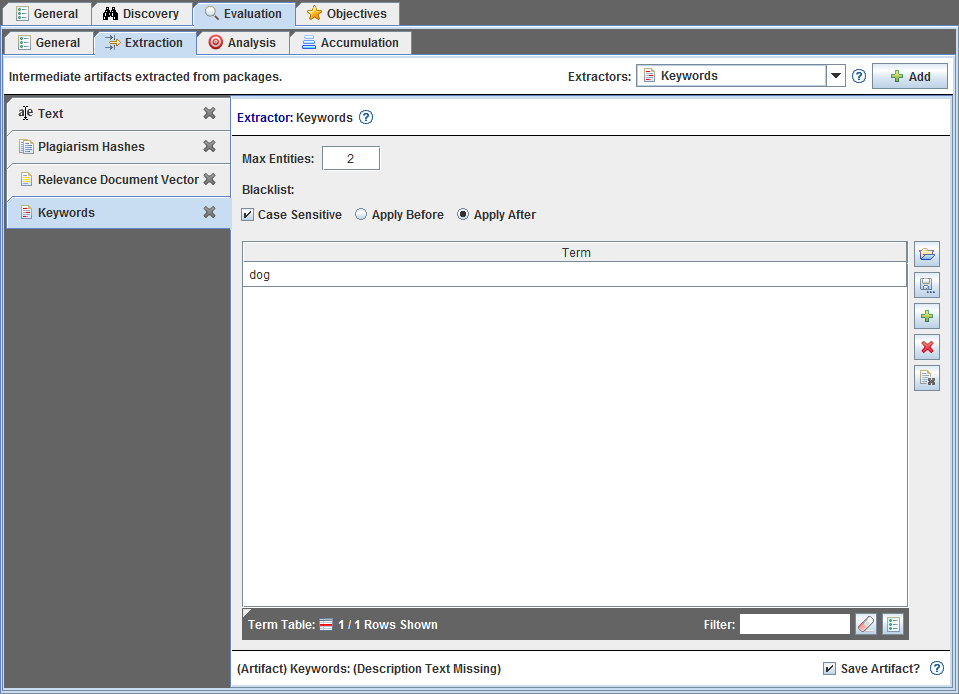 General Discovery Evaluation Objectives
General Extraction Analysis Accumulation
Intermediate artifacts extracted from packages. Extractors: Keywords Add
Text
Plagiarism Hashes
Relevance Document Vector
Keywords
Extractor: Keywords
Max Entities: 2
Blacklist:
Case Sensitive Apply Before Apply After
Term
dog
Term Table: 1 / 1 Rows Shown Filter:
(Artifact) Keywords: (Description Text Missing) Save Artifact?